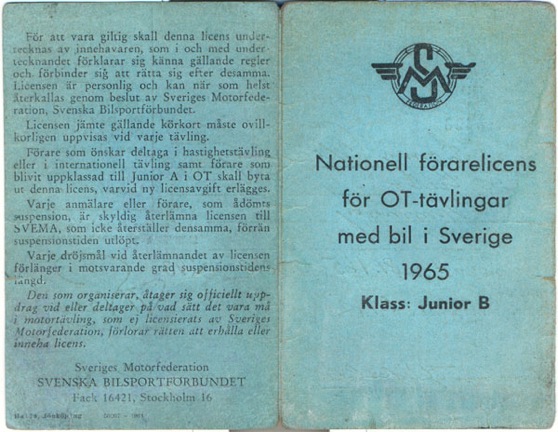 För att vara giltig skall denna licens under-
tecknas av innehavaren, som i och med under-
tecknandet förklarar sig känna gällande regler
och förbinder sig att rätta sig efter desamma.
Licensen är personlig och kan när som helst
återkallas genom beslut av Sveriges Motorfede-
ration, Svenska Bilsportförbundet.
Licensen jämte gällande körkort måste ovill-
korligen uppvisas vid varje tävling.
Förare som önskar deltaga i hastighetstävling
eller i internationell tävling samt förare som
blivit uppklassad till Junior A i OT skall byta
ut denna licens, varvid ny licensavgift erlägges.
Varje anmälare eller förare, som ådömts
suspension, är skyldig återlämna licensen till
SVEMA, som icke återställer densamma, förrän
suspensionstiden utlöpt.
Varje dröjsmål vid återlämnandet av licensen
förlänger i motsvarande grad suspensionstidens
längd.
Den som organiserar, åtager sig officiellt upp-
drag vid eller deltager på vad sätt det vara må
i motortävling, som ej licensierats av Sveriges
Motorfederation, förlorar rätten att erhålla eller
inneha licens.
Sveriges Motorfederation
SVENSKA BILSPORTFÖRBUNDET
Fack 16421, Stockholm 16
SMF
FEDERATION
Nationell förarelicens
för OT-tävlingar
med bil i Sverige
1965
Klass: Junior B